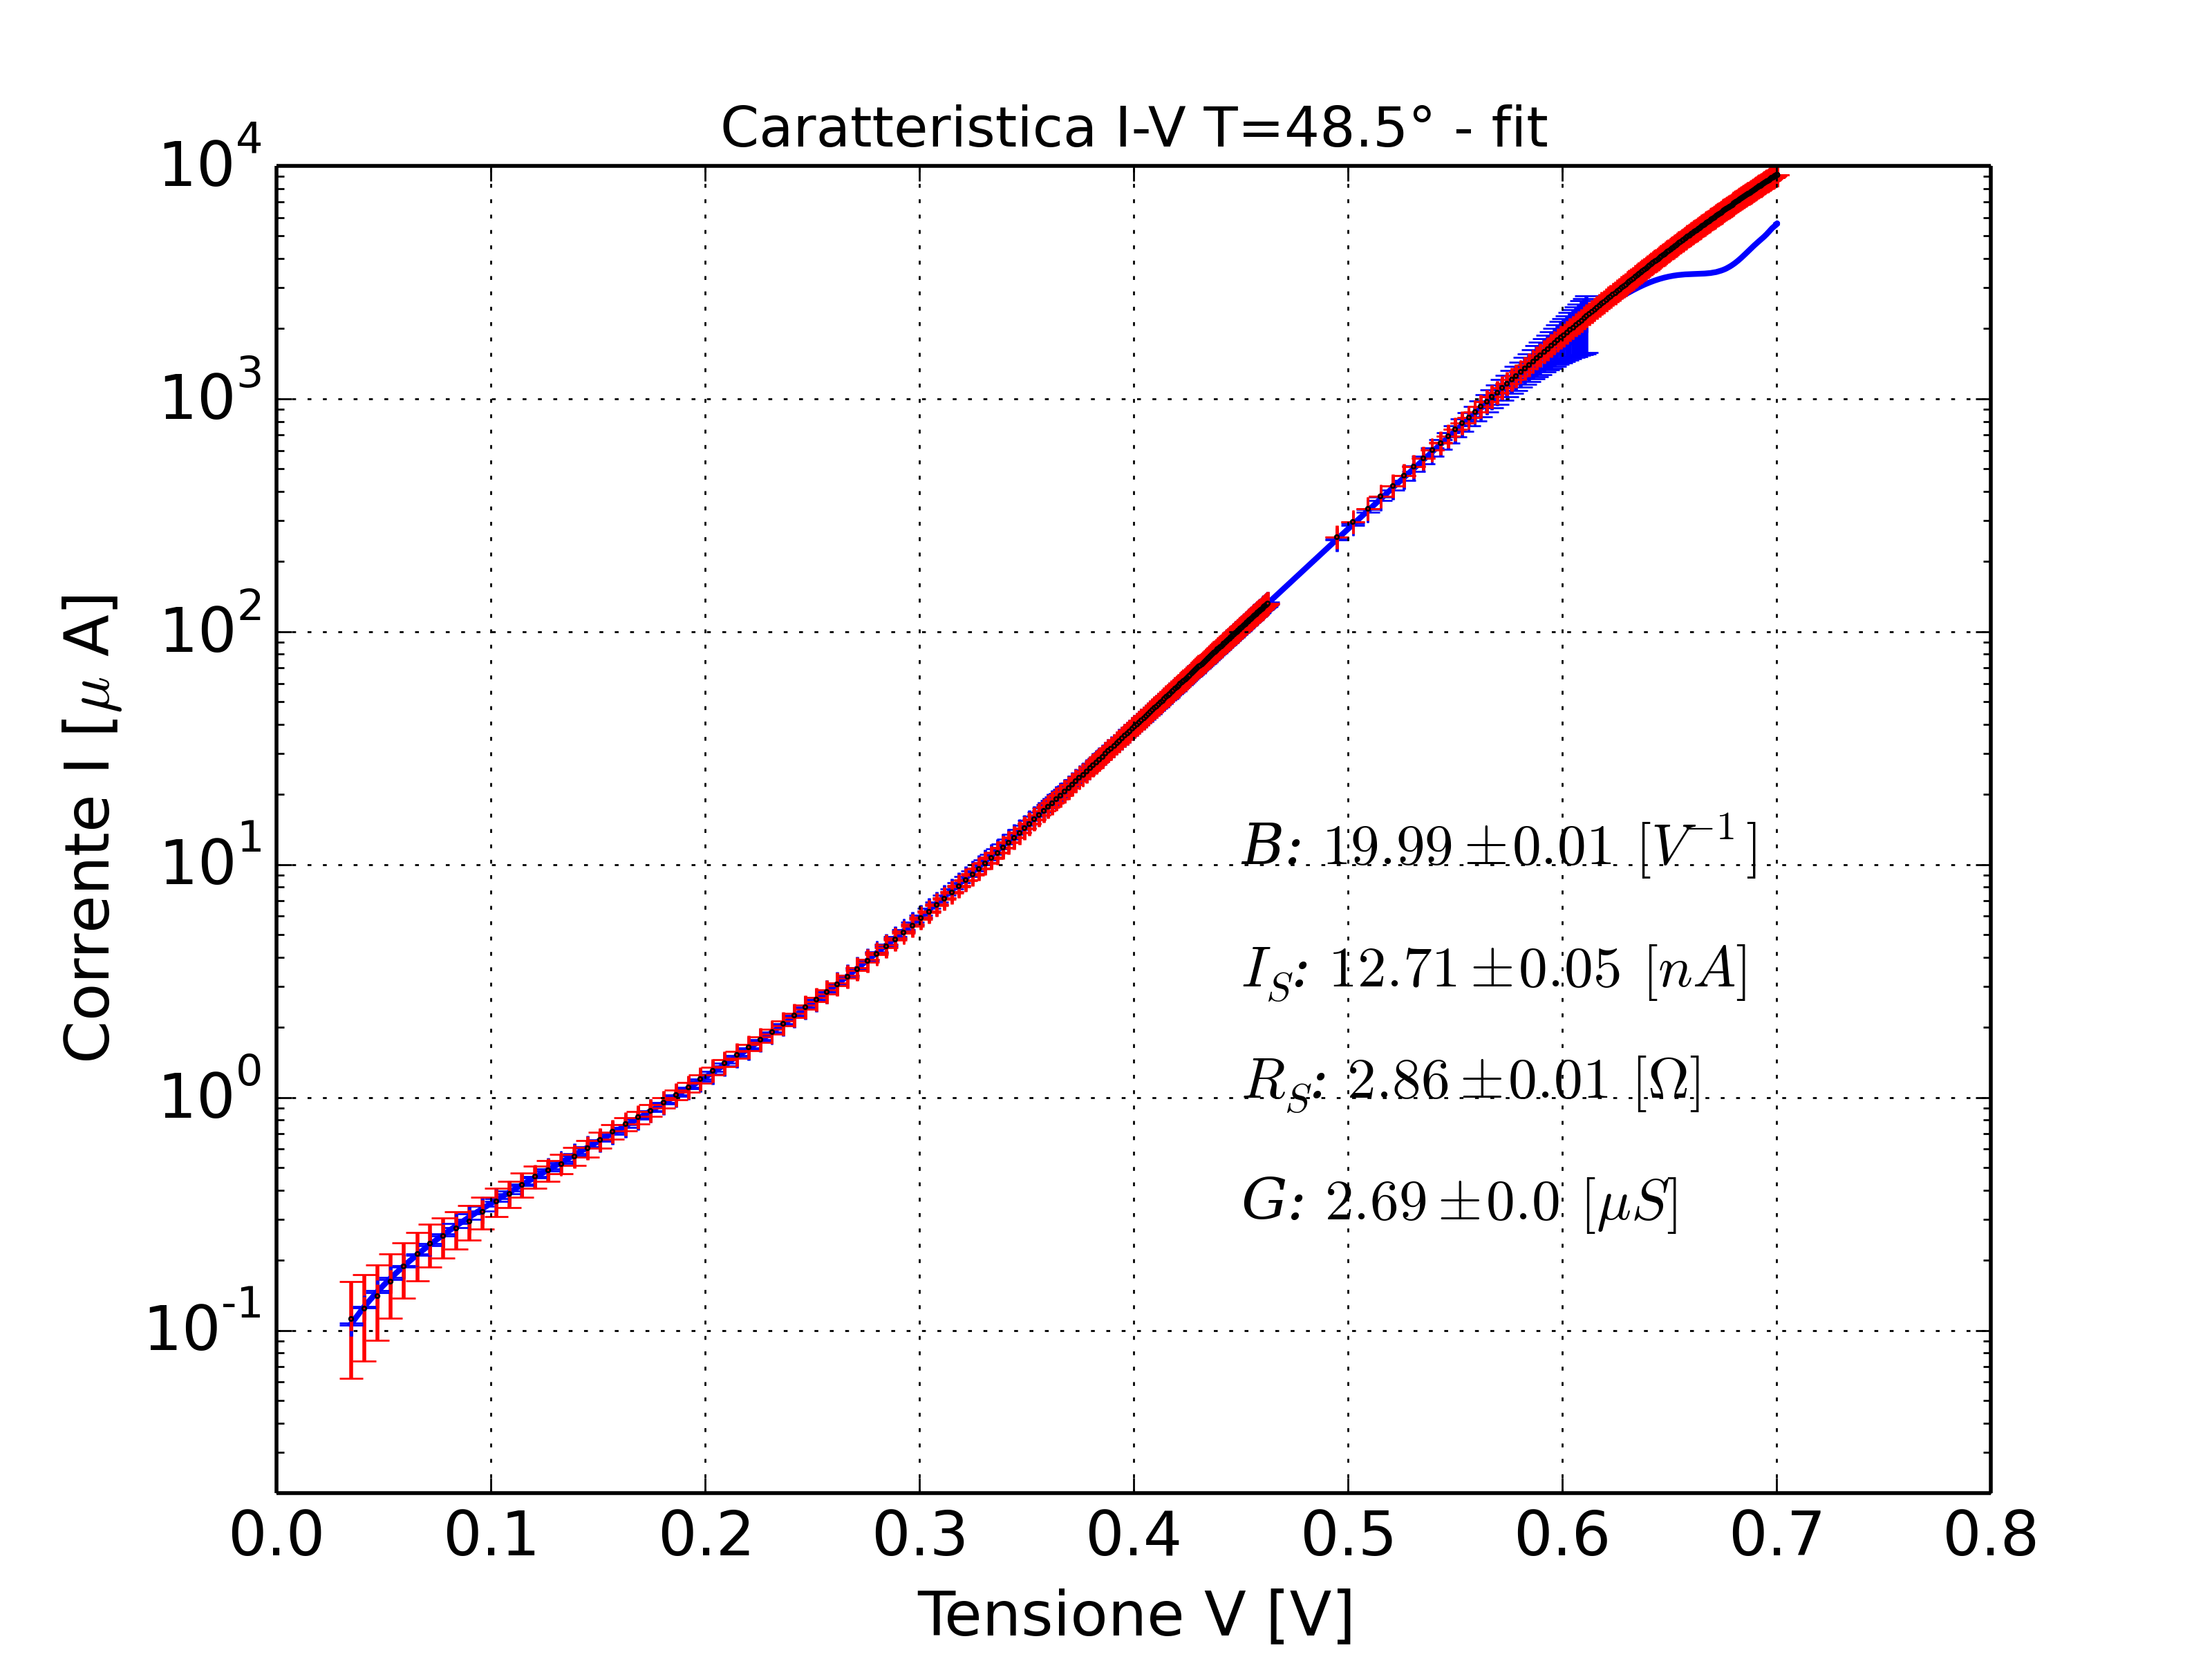 Caratteristica I-V T=48.5° - fit
10^4
10^3
10^2
10^1
10^0
10^-1
Corrente I [μ A]
B: 19.99 ±0.01 [V^−1]
I_S: 12.71 ±0.05 [nA]
R_S: 2.86 ±0.01 [Ω]
G: 2.69 ±0.0 [μS]
0.0 0.1 0.2 0.3 0.4 0.5 0.6 0.7 0.8
Tensione V [V]